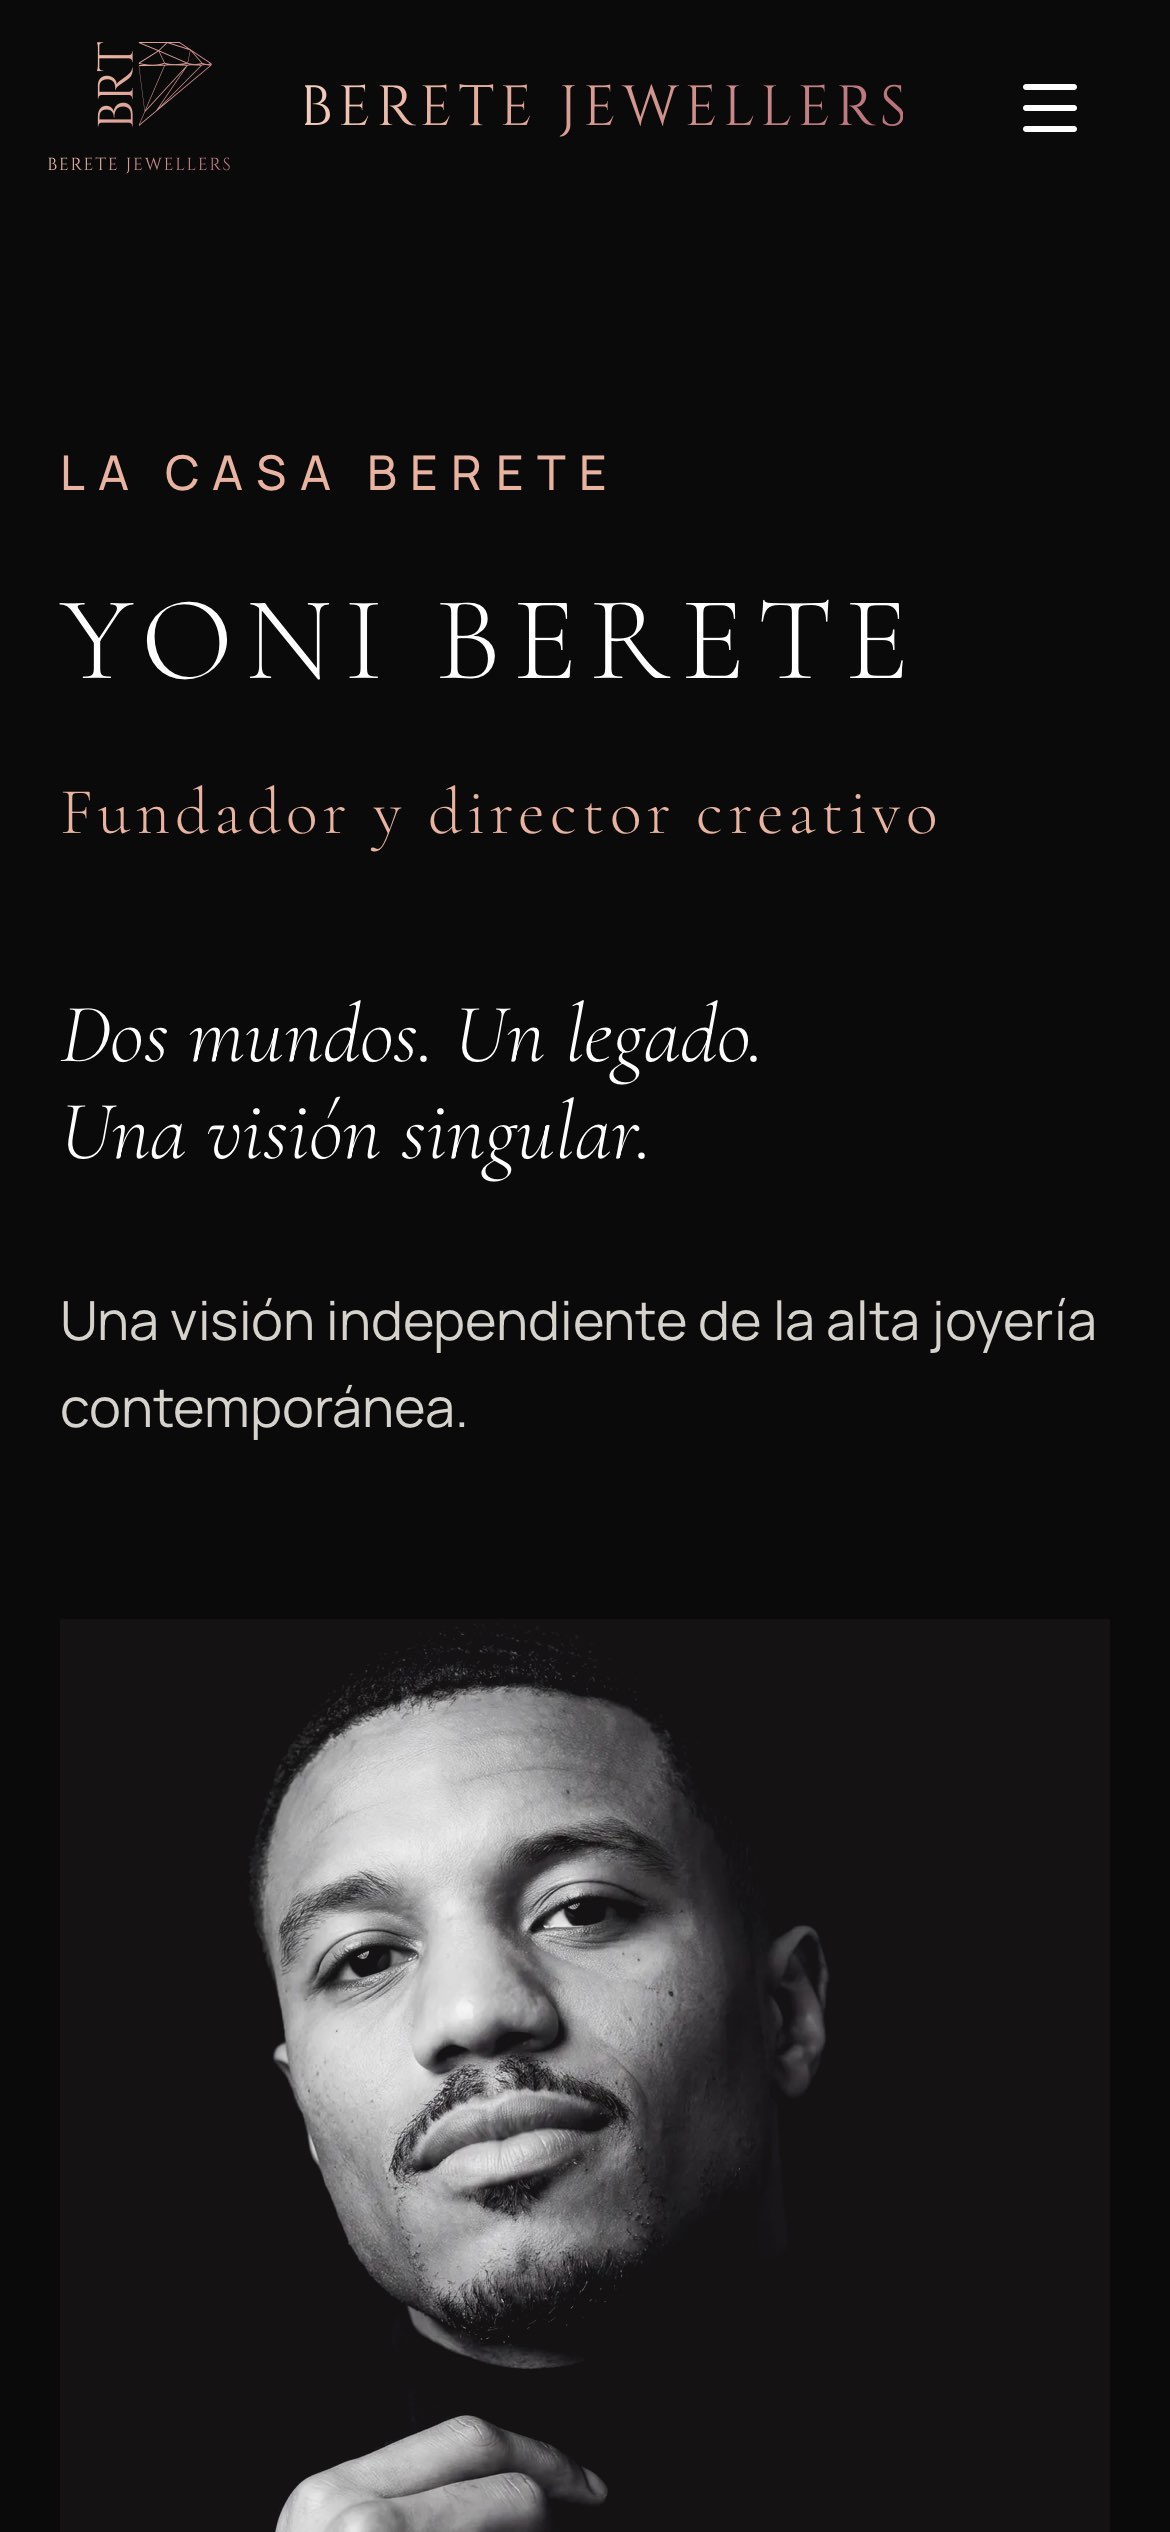 BRT
BERETE JEWELLERS
BERETE JEWELLERS
LA CASA BERETE
YONI BERETE
Fundador y director creativo
Dos mundos. Un legado.
Una visión singular.
Una visión independiente de la alta joyería
contemporánea.